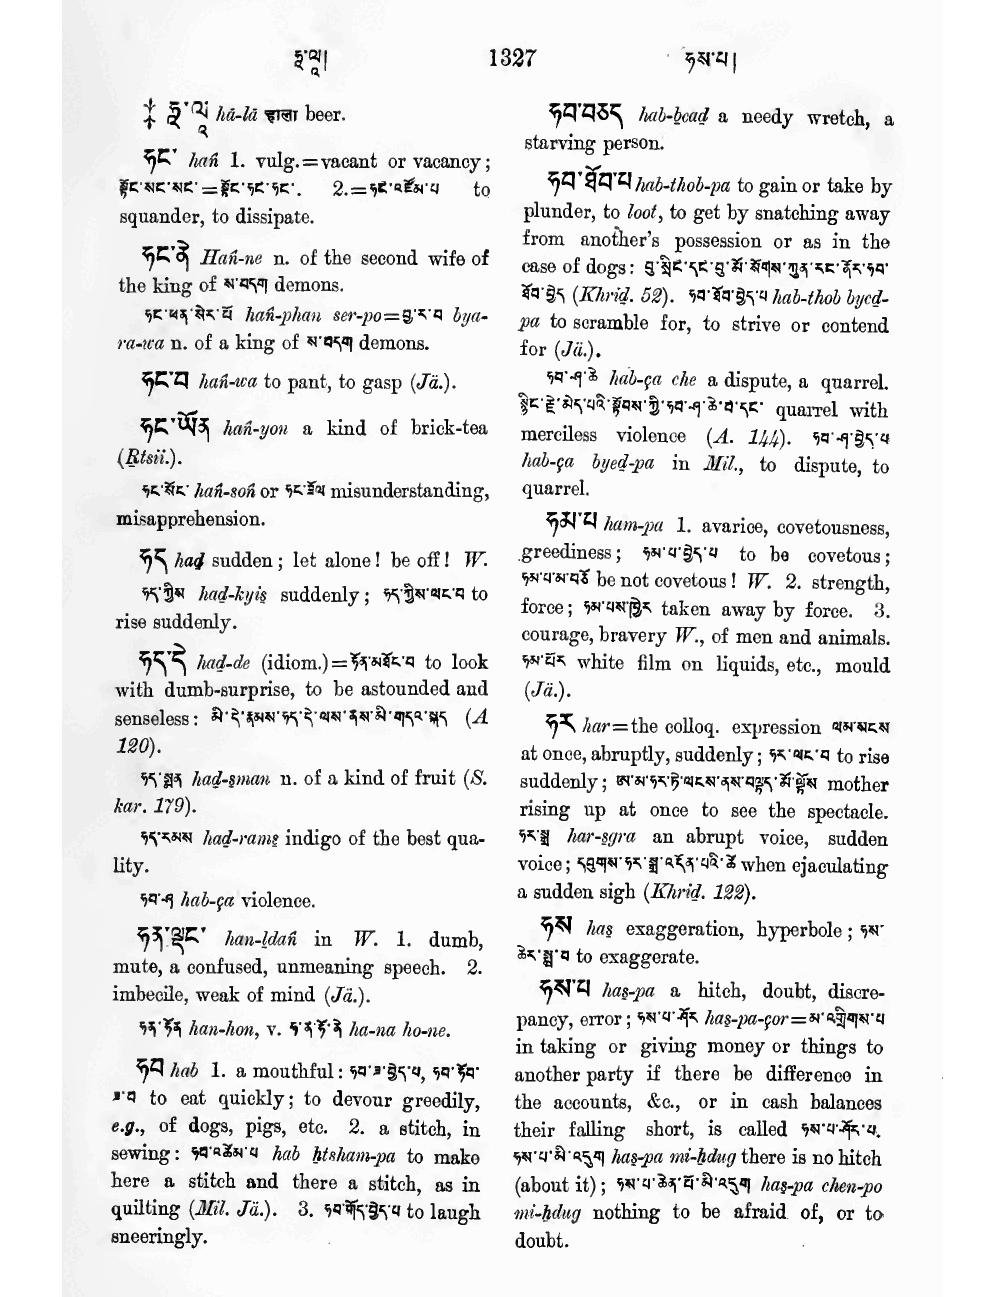 ཧཱ་ལཱ།
1327
ཧས་པ།
ཧཱ་ལཱ hā-lā हाला beer.
ཧང་ hañ 1. vulg.=vacant or vacancy;
སྟོང་སང་སང་=སྟོང་ཧང་ཧང་. 2.=ཧང་འཛོམ་པ to
squander, to dissipate.
ཧང་ནེ Hañ-ne n. of the second wife of
the king of ས་བདག demons.
ཧང་ཕན་སེར་པོ hañ-phan ser-po=བྱ་ར་བ bya-
ra-wa n. of a king of ས་བདག demons.
ཧང་བ hañ-wa to pant, to gasp (Jä.).
ཧང་ཡོན hañ-yon a kind of brick-tea
(Rtsii.).
ཧང་སོང་ hañ-soñ or misunderstanding,
misapprehension.
ཧད had sudden; let alone! be off! W.
ཧད་ཀྱིས had-kyis suddenly; ཧད་ཀྱིས་ལང་བ to
rise suddenly.
ཧད་དེ had-de (idiom.)=ཧོན་མཐོར་བ to look
with dumb-surprise, to be astounded and
senseless: མི་དེ་རྣམས་ཧད་དེ་ལས་ནས་མི་གདའ་སྐད (A
120).
ཧད་སྨན had-sman n. of a kind of fruit (S.
kar. 179).
ཧད་རམས had-rams indigo of the best qua-
lity.
ཧབ་ཤ hab-ça violence.
ཧན་ལྡང་ han-ldañ in W. 1. dumb,
mute, a confused, unmeaning speech. 2.
imbecile, weak of mind (Jä.).
ཧན་ཧོན han-hon, v. ཧ་ན་ཧོ་ནེ ha-na ho-ne.
ཧབ hab 1. a mouthful: ཧབ་ཟ་བྱེད་པ, ཧབ་ཧོབ་
ཟ་བ to eat quickly; to devour greedily,
e.g., of dogs, pigs, etc. 2. a stitch, in
sewing: ཧབ་འཚེམ་པ hab htsham-pa to make
here a stitch and there a stitch, as in
quilting (Mil. Jä.). 3. ཧབ་གོད་བྱེད་པ to laugh
sneeringly.
ཧབ་བཅད hab-bcad a needy wretch, a
starving person.
ཧབ་ཐོབ་པ hab-thob-pa to gain or take by
plunder, to loot, to get by snatching away
from another's possession or as in the
case of dogs:
ཐོབ་བྱེད (Khrid. 52). ཧབ་ཐོབ་བྱེད་པ hab-thob byed-
pa to scramble for, to strive or contend
for (Jä.).
ཧབ་ཤ་ཆེ hab-ça che a dispute, a quarrel.
སྙིང་རྗེ་མེད་པའི་རྟོབས་ཀྱི་ཧབ་ཤ་ཆེ་བ་དང་ quarrel with
merciless violence (A. 144). ཧབ་ཤ་བྱེད་པ
hab-ça byed-pa in Mil., to dispute, to
quarrel.
ཧམ་པ ham-pa 1. avarice, covetousness,
greediness; ཧམ་པ་བྱེད་པ to be covetous;
ཧམ་པ་མ་བཅོ be not covetous! W. 2. strength,
force; ཧམ་པས་ཁྱེར taken away by force. 3.
courage, bravery W., of men and animals.
ཧམ་པོར white film on liquids, etc., mould
(Jä.).
ཧར har=the colloq. expression ལམ་སངས
at once, abruptly, suddenly; ཧར་ལང་བ to rise
suddenly; ཨ་མ་ཧར་ཏེ་ལངས་ནས་བལྟད་མོ་ལྟོས mother
rising up at once to see the spectacle.
ཧར་སྒྲ har-sgra an abrupt voice, sudden
voice; དབུགས་ཧར་སྒྲ་འདོན་པའི་ཚེ when ejaculating
a sudden sigh (Khrid. 122).
ཧས has exaggeration, hyperbole; ཧས་
ཆེར་སྨྲ་བ to exaggerate.
ཧས་པ has-pa a hitch, doubt, discre-
pancy, error; ཧས་པ་ཤོར has-pa-çor=མ་འགྲིགས་པ
in taking or giving money or things to
another party if there be difference in
the accounts, &c., or in cash balances
their falling short, is called ཧས་པ་ཤོར་པ.
ཧས་པ་མི་འདུག has-pa mi-hdug there is no hitch
(about it); ཧས་པ་ཆེན་པོ་མི་འདུག has-pa chen-po
mi-hdug nothing to be afraid of, or to
doubt.